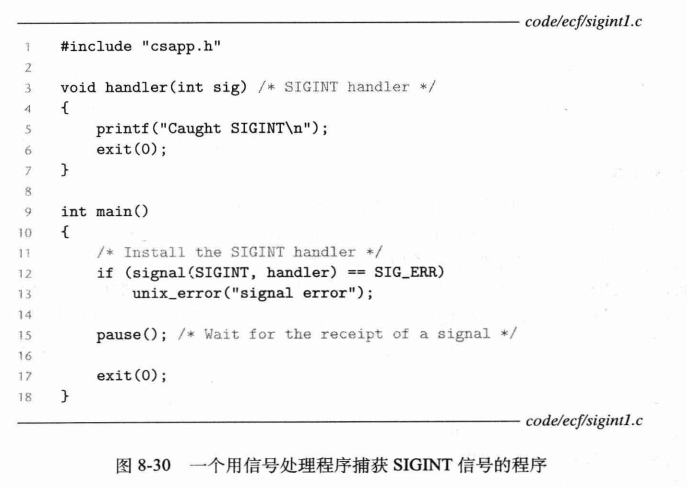 code/ecf/sigint1.c
1 #include "csapp.h"
2
3 void handler(int sig) /* SIGINT handler */
4 {
5     printf("Caught SIGINT\n");
6     exit(0);
7 }
8
9 int main()
10 {
11     /* Install the SIGINT handler */
12     if (signal(SIGINT, handler) == SIG_ERR)
13         unix_error("signal error");
14
15     pause(); /* Wait for the receipt of a signal */
16
17     exit(0);
18 }
code/ecf/sigint1.c
图 8-30 一个用信号处理程序捕获 SIGINT 信号的程序